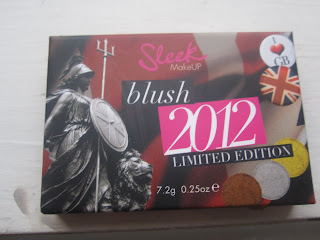 Sleek
MakeUP
I
GB
blush
2012
LIMITED EDITION
7.2g 0.25oz e